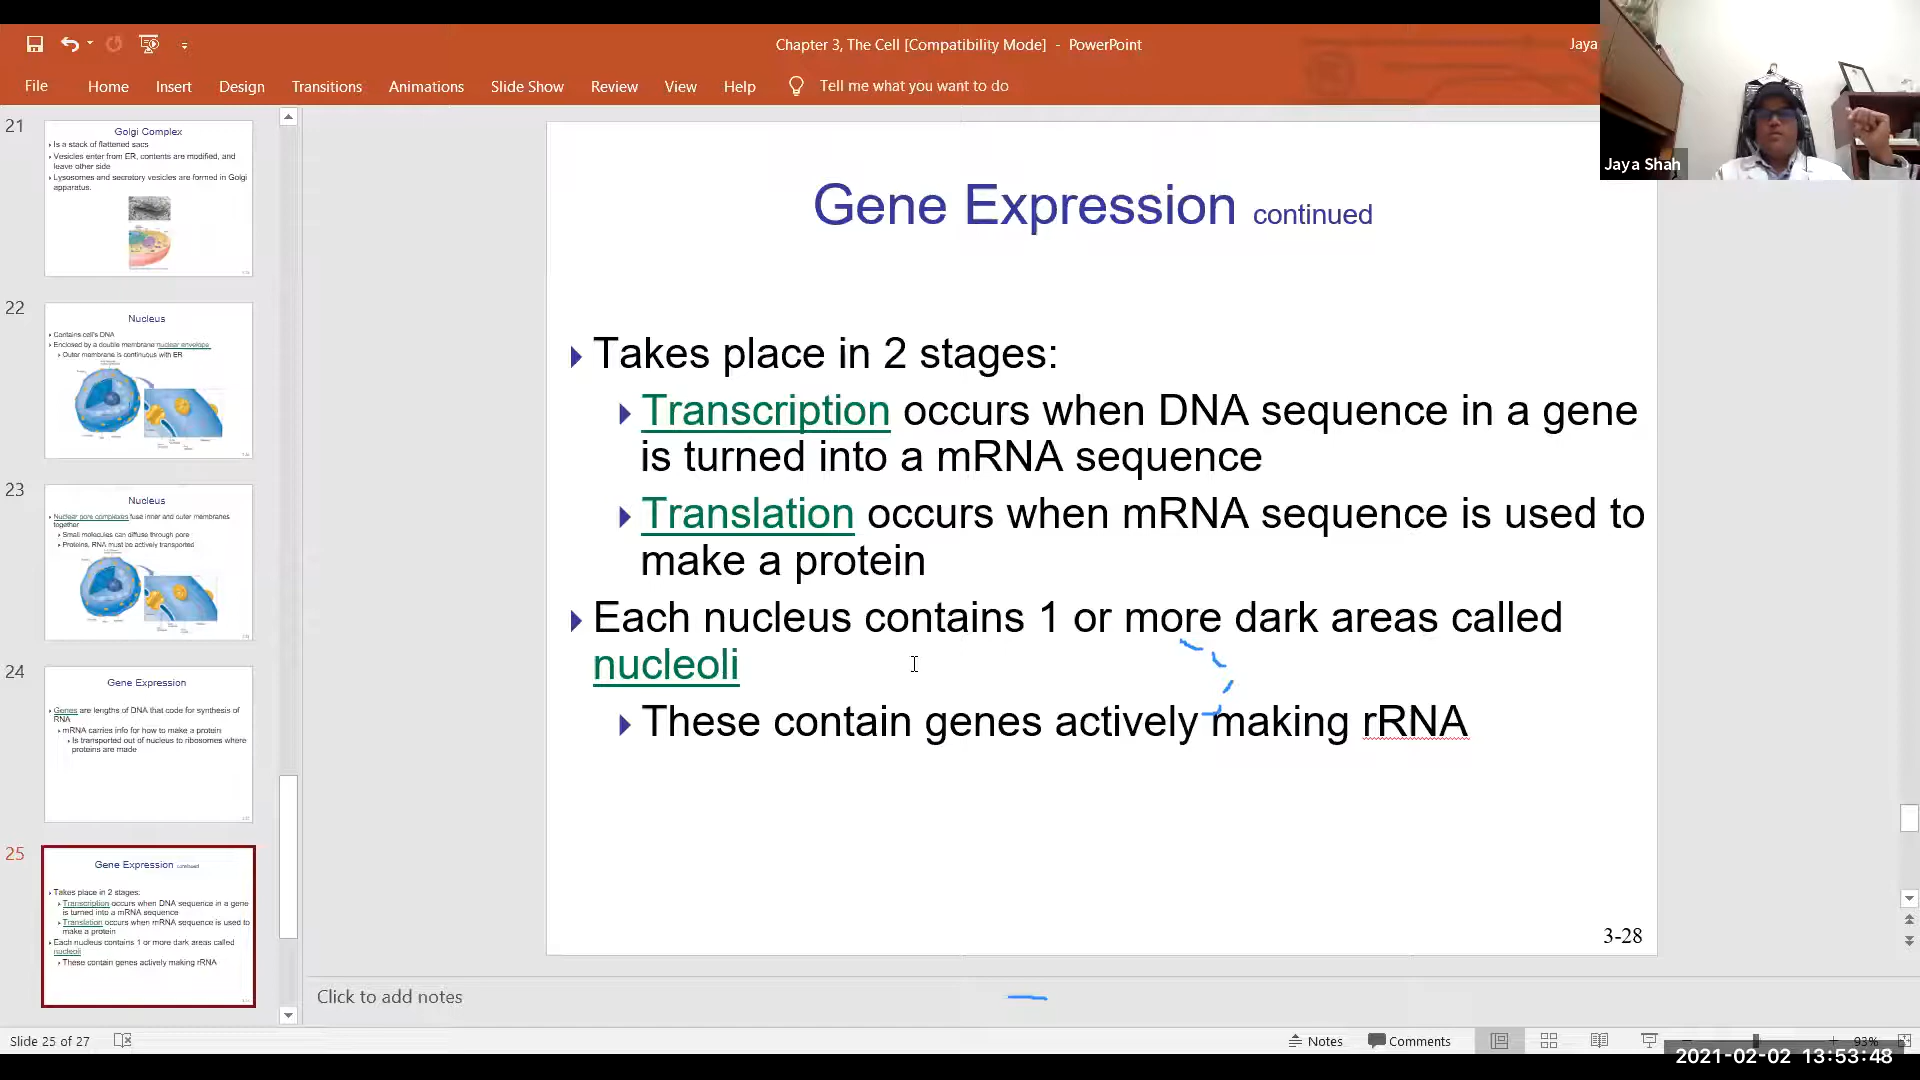 Chapter 3, The Cell [Compatibility Mode] - PowerPoint
Jaya
File Home Insert Design Transitions Animations Slide Show Review View Help Tell me what you want to do
Jaya Shah
21
Golgi Complex
Is a stack of flattened sacs
Vesicles enter from ER, contents are modified, and
leave other side
Lysosomes and secretory vesicles are formed in Golgi
apparatus.
22
Nucleus
Contains cell's DNA
Enclosed by a double membrane nuclear envelope
Outer membrane is continuous with ER
23
Nucleus
Nuclear pore complexes fuse inner and outer membranes
together
Small molecules can diffuse through pore
Proteins, RNA must be actively transported
24
Gene Expression
Genes are lengths of DNA that code for synthesis of
RNA
mRNA carries info for how to make a protein
Is transported out of nucleus to ribosomes where
proteins are made
25
Gene Expression continued
Takes place in 2 stages:
Transcription occurs when DNA sequence in a gene
is turned into a mRNA sequence
Translation occurs when mRNA sequence is used to
make a protein
Each nucleus contains 1 or more dark areas called
nucleoli
These contain genes actively making rRNA
Gene Expression continued
Takes place in 2 stages:
Transcription occurs when DNA sequence in a gene
is turned into a mRNA sequence
Translation occurs when mRNA sequence is used to
make a protein
Each nucleus contains 1 or more dark areas called
nucleoli
These contain genes actively making rRNA
3-28
Click to add notes
Slide 25 of 27
Notes Comments
93%
2021-02-02 13:53:48